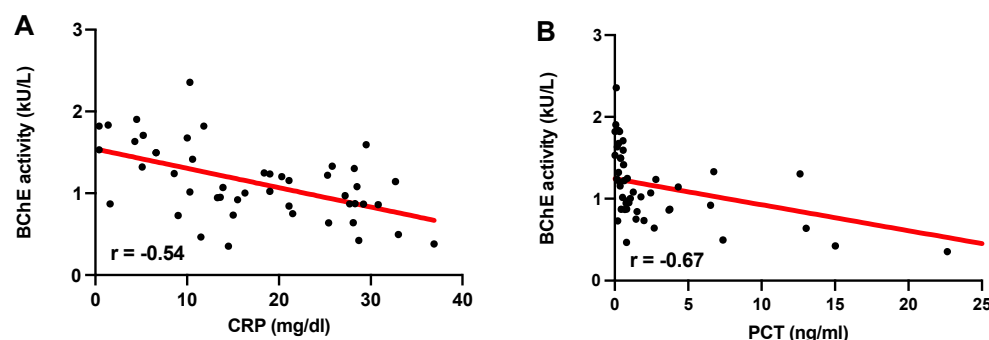 A
BChE activity (kU/L)
3
2
1
0
r = -0.54
0 10 20 30 40
CRP (mg/dl)
B
BChE activity (kU/L)
3
2
1
0
r = -0.67
0 5 10 15 20 25
PCT (ng/ml)